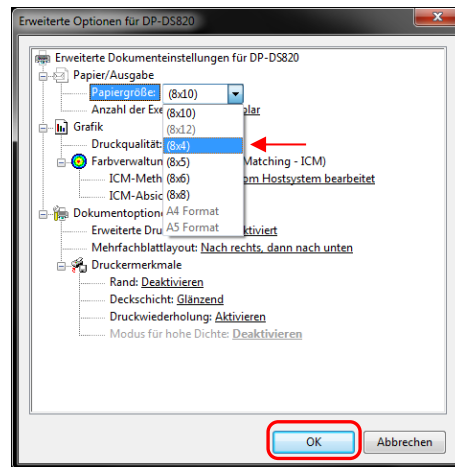 Erweiterte Optionen für DP-DS820
Erweiterte Dokumenteinstellungen für DP-DS820
Papier/Ausgabe
Papiergröße: (8x10)
Anzahl der Exe
(8x10)
(8x12)
(8x4)
(8x5)
(8x6)
(8x8)
A4 Format
A5 Format
Grafik
Druckqualität:
Farbverwaltun Matching - ICM)
ICM-Meth om Hostsystem bearbeitet
ICM-Absic
Dokumentoption
Erweiterte Dru ktiviert
Mehrfachblattlayout: Nach rechts, dann nach unten
Druckermerkmale
Rand: Deaktivieren
Deckschicht: Glänzend
Druckwiederholung: Aktivieren
Modus für hohe Dichte: Deaktivieren
OK Abbrechen